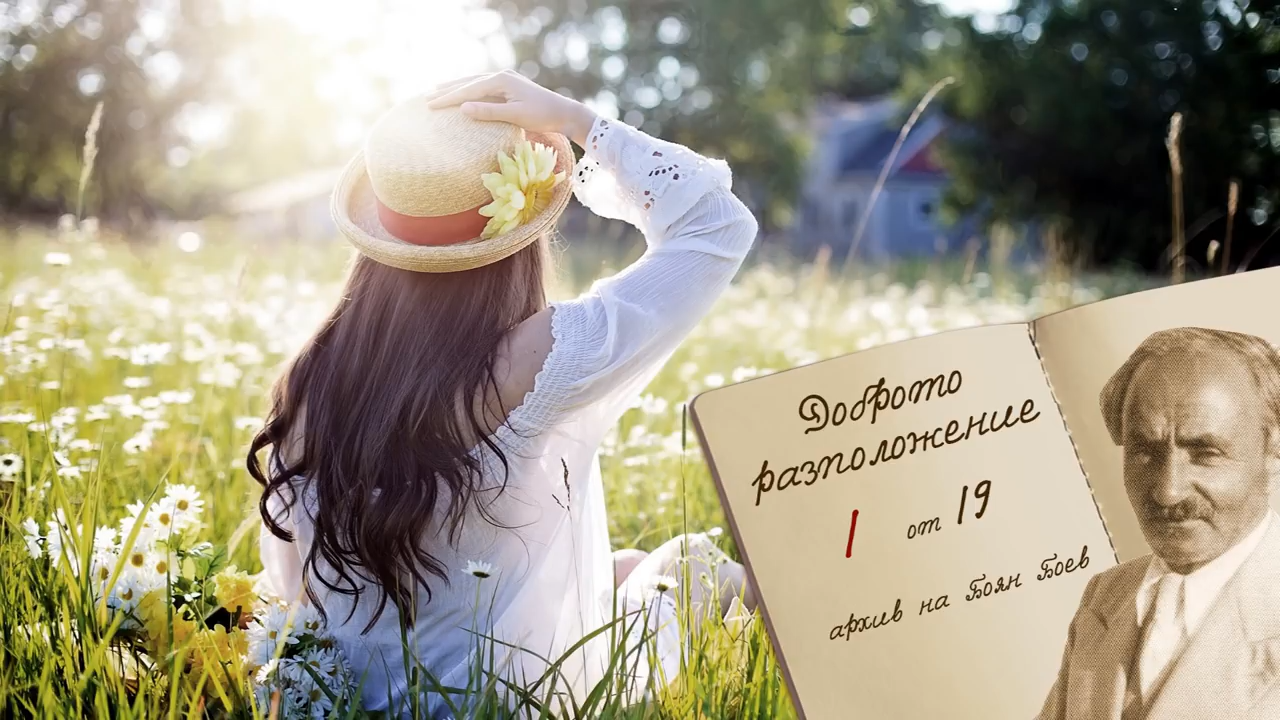 Доброто
разположение
1 от 19
архив на Боян Боев